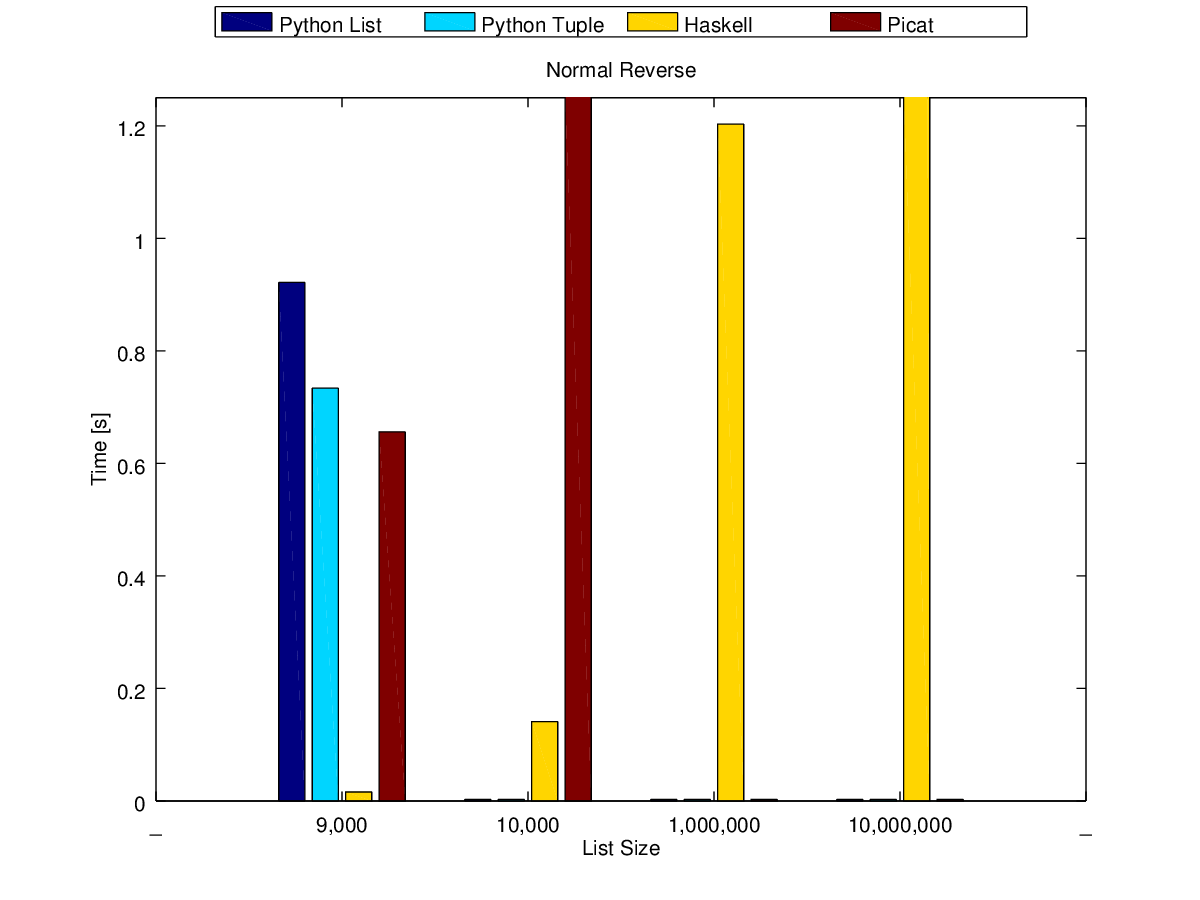 Python List Python Tuple Haskell Picat
Normal Reverse
1.2
1
0.8
0.6
0.4
0.2
0
Time [s]
_ 9,000 10,000 1,000,000 10,000,000 _
List Size